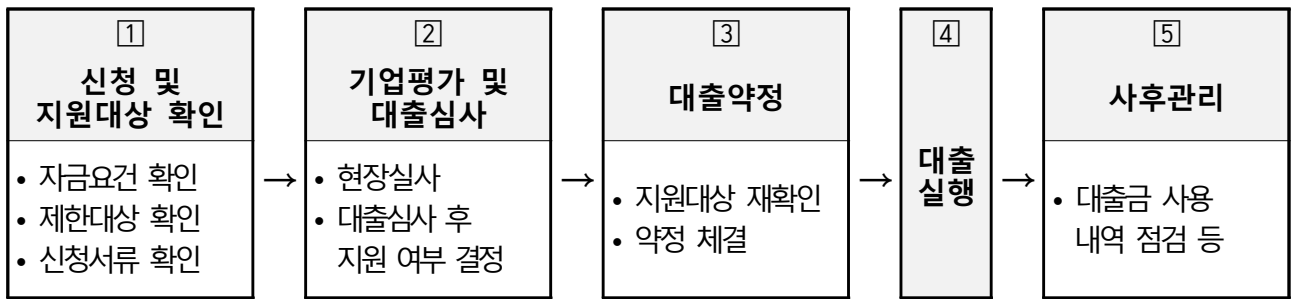 1
신청 및
지원대상 확인
• 자금요건 확인
• 제한대상 확인
• 신청서류 확인
→
2
기업평가 및
대출심사
• 현장실사
• 대출심사 후
지원 여부 결정
→
3
대출약정
• 지원대상 재확인
• 약정 체결
→
4
대출
실행
→
5
사후관리
• 대출금 사용
내역 점검 등